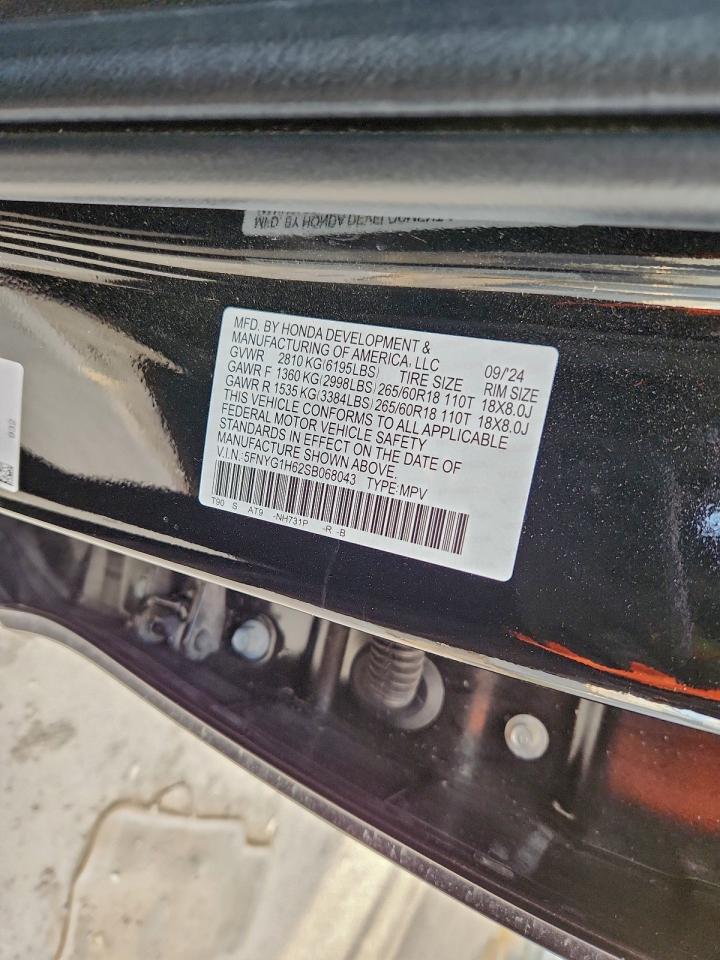 MFD. BY HONDA DEVELOPMENT &
MANUFACTURING OF AMERICA, LLC 09/'24
GVWR 2810 KG(6195LBS) TIRE SIZE RIM SIZE
GAWR F 1360 KG(2998LBS) 265/60R18 110T 18X8.0J
GAWR R 1535 KG(3384LBS) 265/60R18 110T 18X8.0J
THIS VEHICLE CONFORMS TO ALL APPLICABLE
FEDERAL MOTOR VEHICLE SAFETY
STANDARDS IN EFFECT ON THE DATE OF
MANUFACTURE SHOWN ABOVE.
V.I.N.:5FNYG1H62SB068043 TYPE:MPV
T90 S AT9 -NH731P -R -B